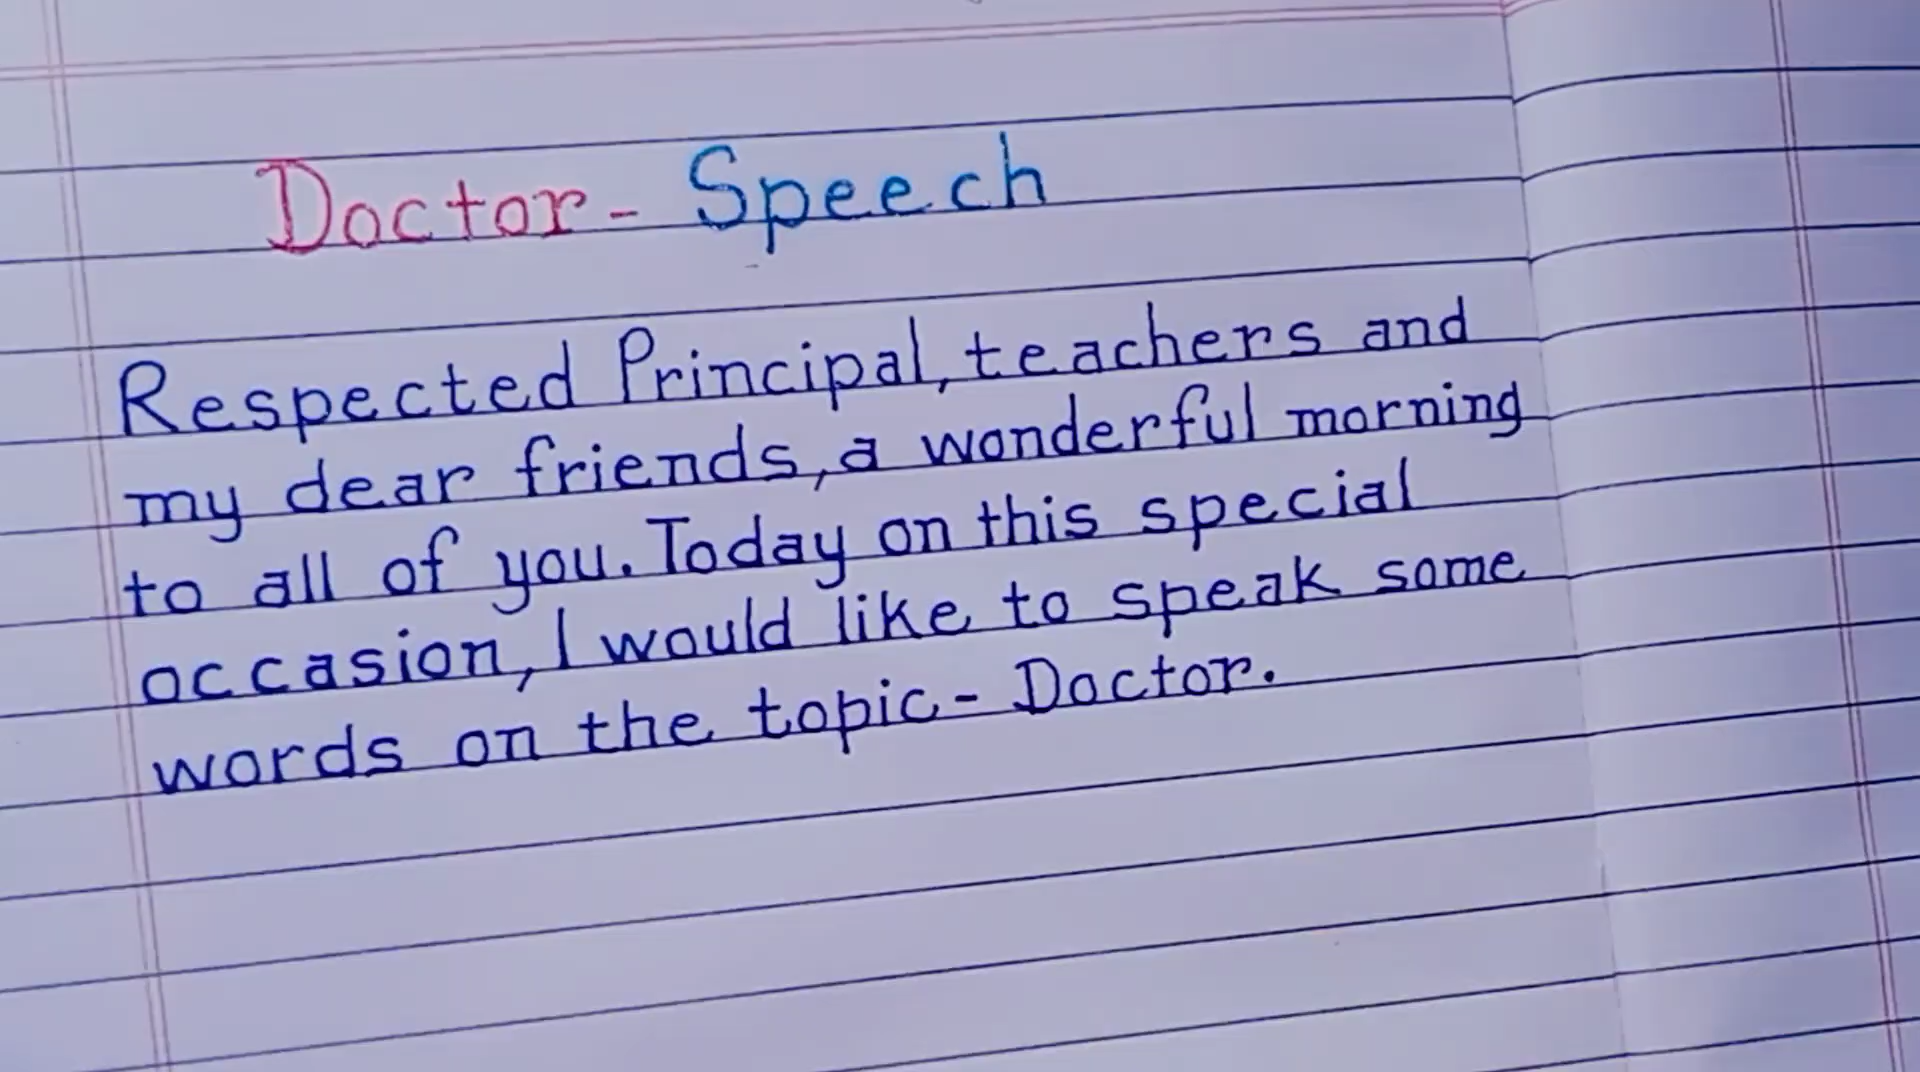 Doctor - Speech
Respected Principal, teachers and
my dear friends, a wonderful morning
to all of you. Today on this special
occasion, I would like to speak some
words on the topic - Doctor.